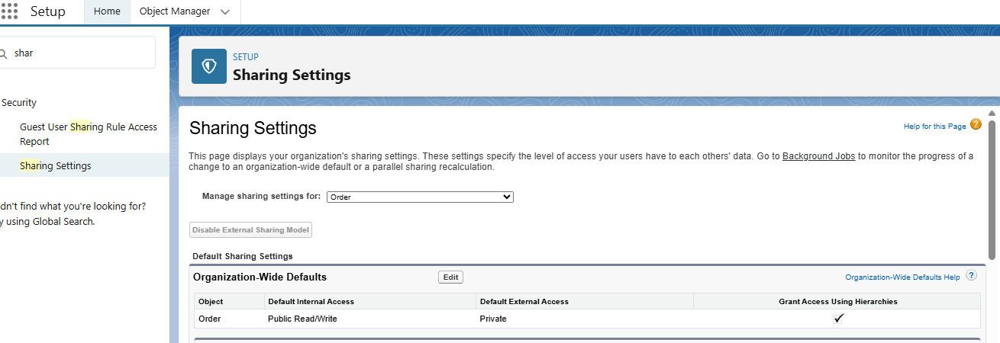 Setup
Home
Object Manager
shar
SETUP
Sharing Settings
Security
Guest User Sharing Rule Access
Report
Sharing Settings
dn't find what you're looking for?
y using Global Search.
Sharing Settings
Help for this Page ?
This page displays your organization's sharing settings. These settings specify the level of access your users have to each others' data. Go to Background Jobs to monitor the progress of a
change to an organization-wide default or a parallel sharing recalculation.
Manage sharing settings for: Order
Disable External Sharing Model
Default Sharing Settings
Organization-Wide Defaults Edit Organization-Wide Defaults Help ?
Object Default Internal Access Default External Access Grant Access Using Hierarchies
Order Public Read/Write Private ✓